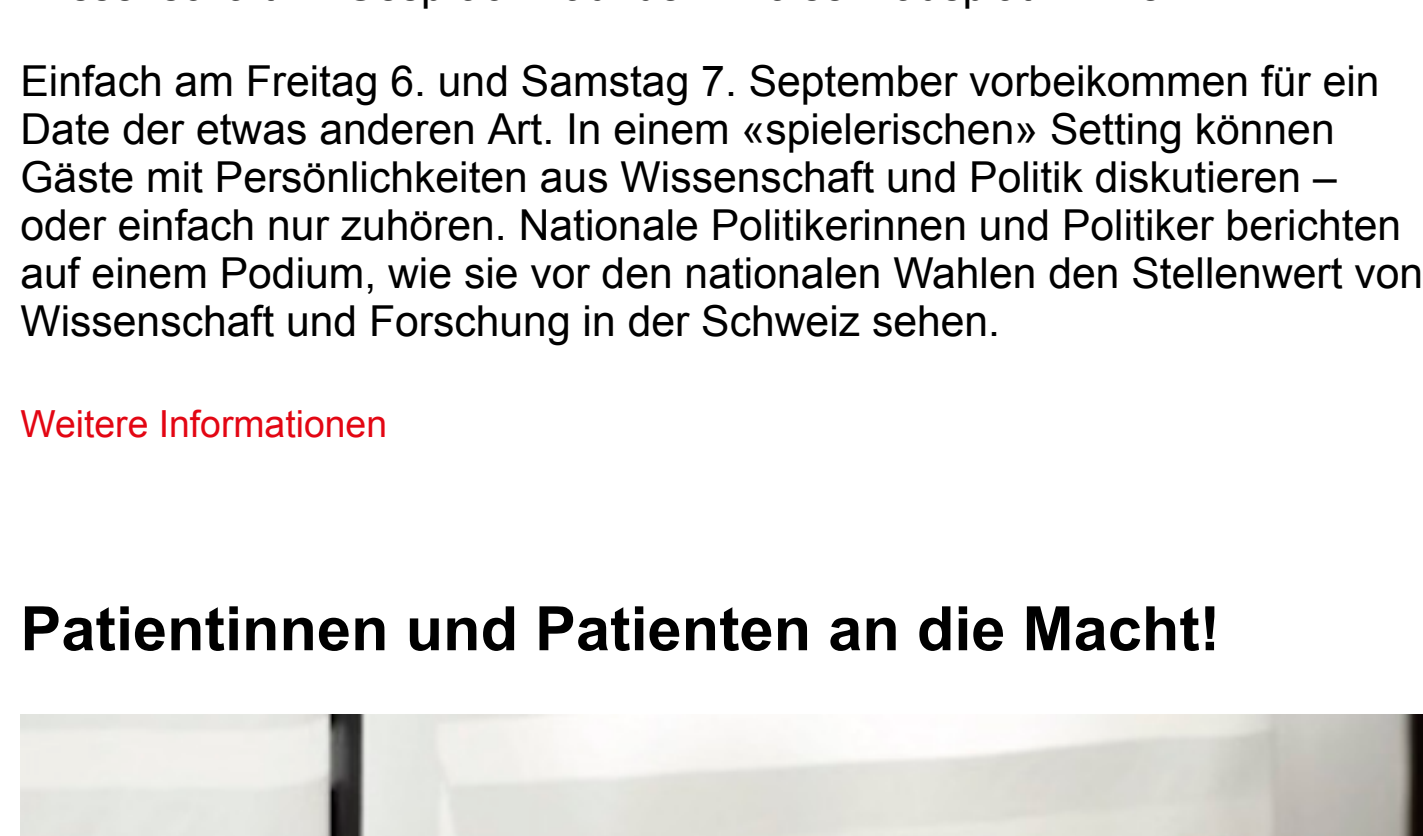 Einfach am Freitag 6. und Samstag 7. September vorbeikommen für ein
Date der etwas anderen Art. In einem «spielerischen» Setting können
Gäste mit Persönlichkeiten aus Wissenschaft und Politik diskutieren –
oder einfach nur zuhören. Nationale Politikerinnen und Politiker berichten
auf einem Podium, wie sie vor den nationalen Wahlen den Stellenwert von
Wissenschaft und Forschung in der Schweiz sehen.
Weitere Informationen
Patientinnen und Patienten an die Macht!